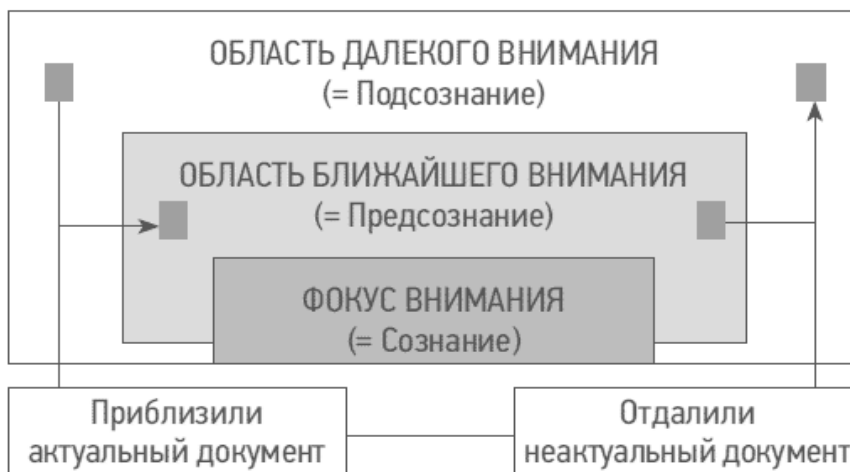 ОБЛАСТЬ ДАЛЕКОГО ВНИМАНИЯ
(= Подсознание)
ОБЛАСТЬ БЛИЖАЙШЕГО ВНИМАНИЯ
(= Предсознание)
ФОКУС ВНИМАНИЯ
(= Сознание)
Приблизили
актуальный документ
Отдалили
неактуальный документ